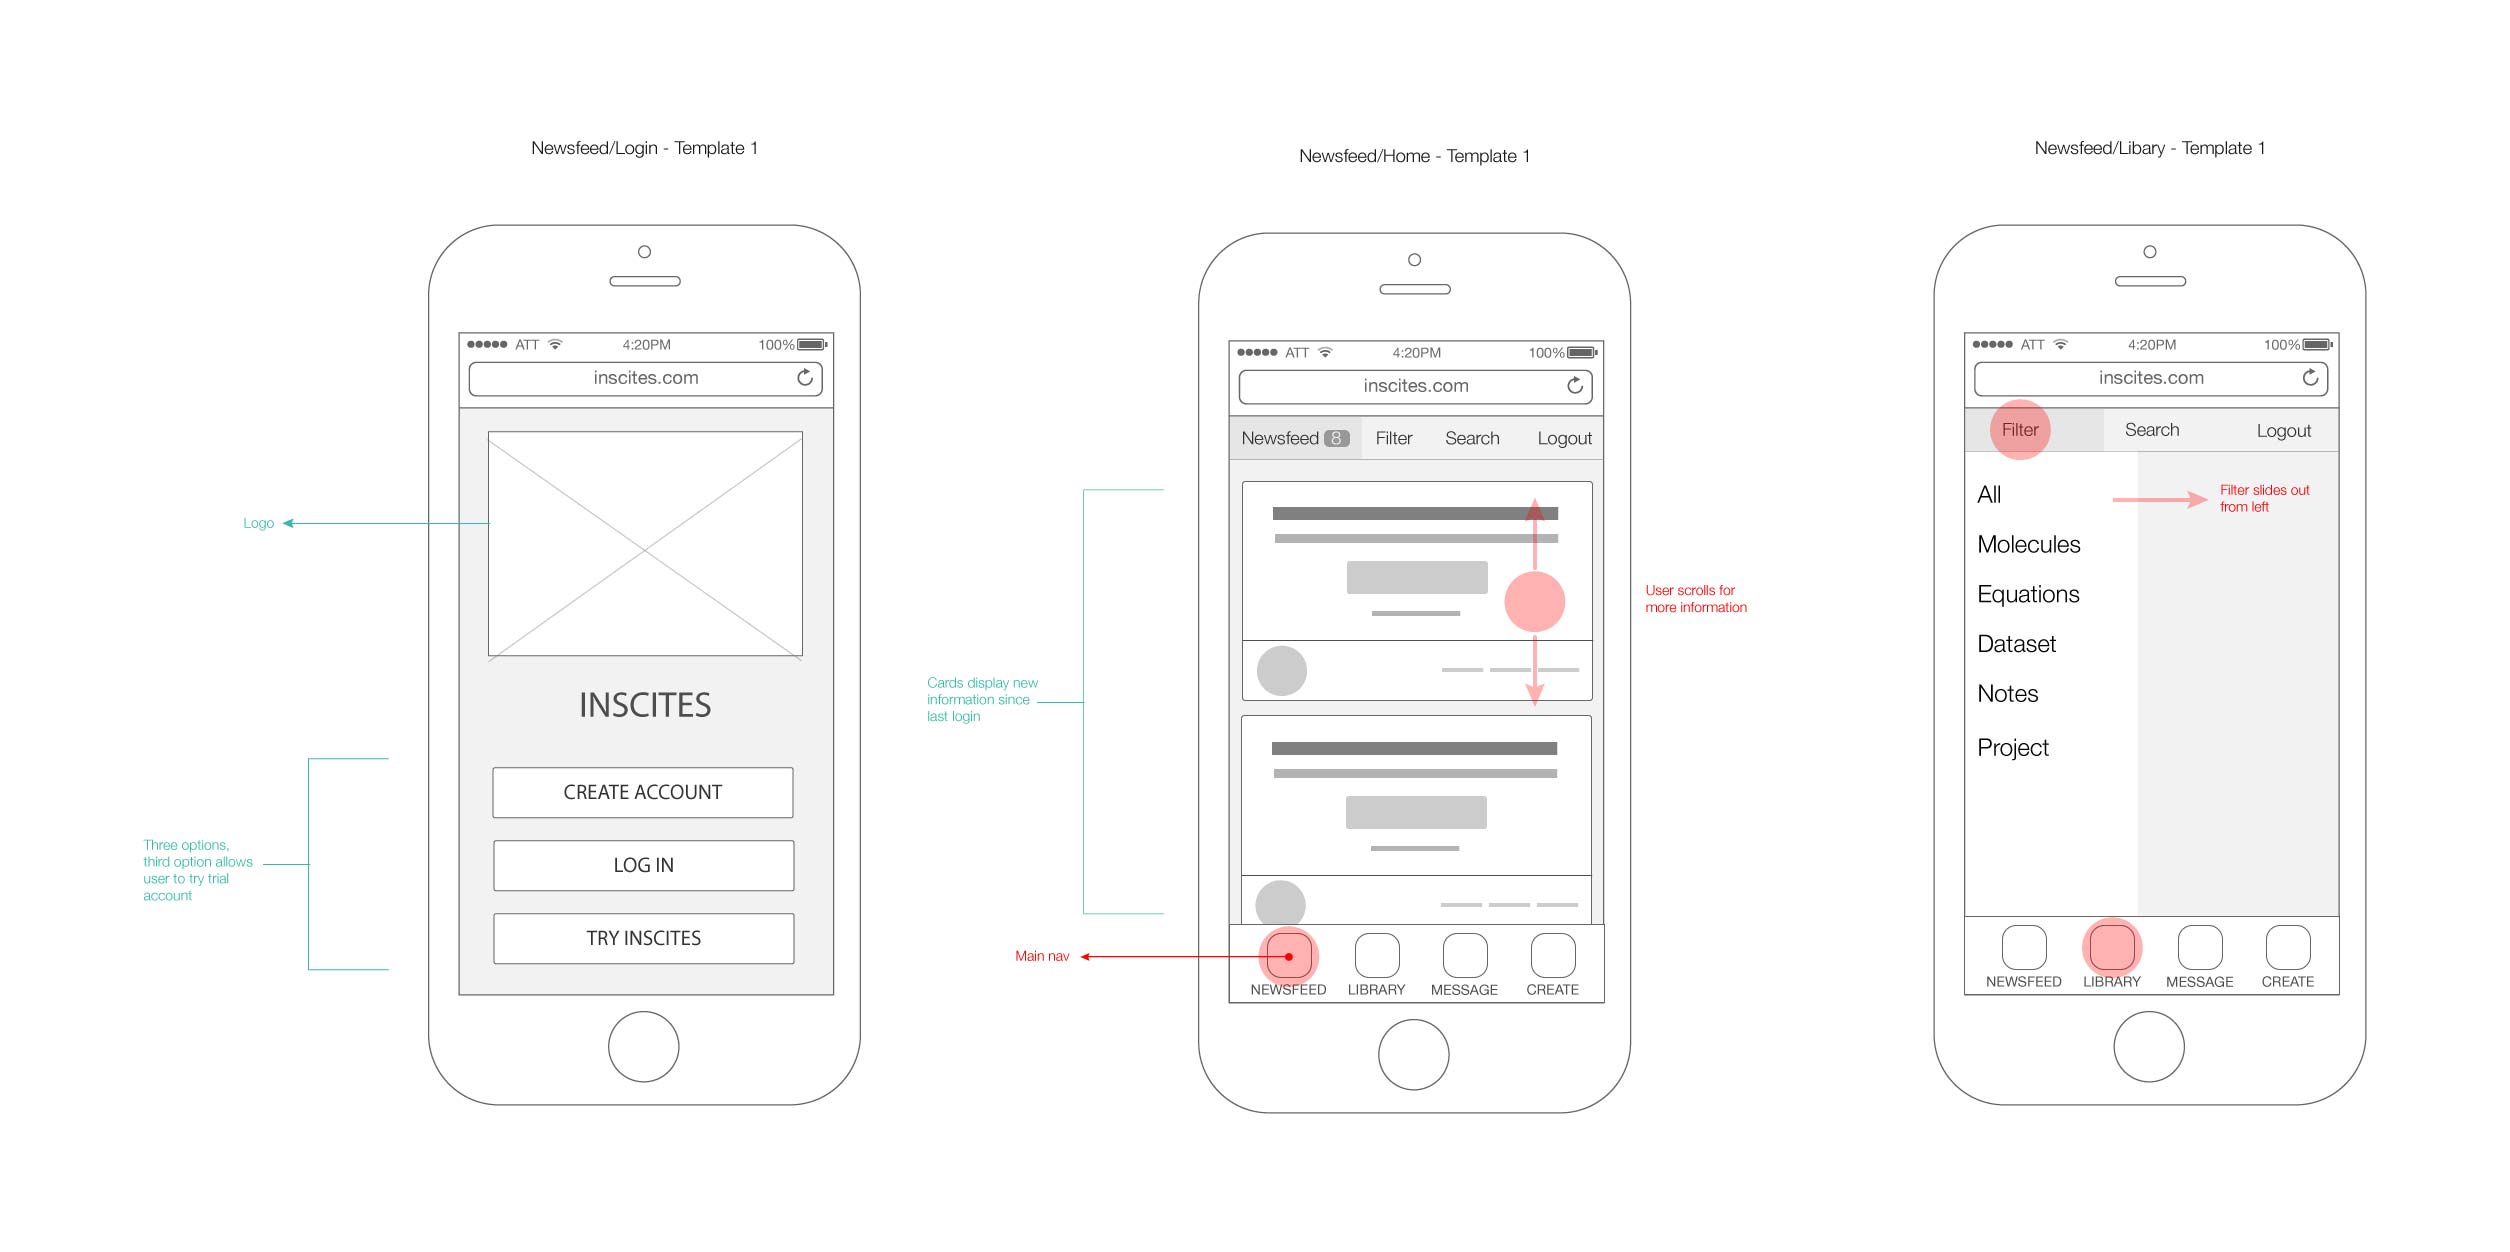 Newsfeed/Login - Template 1
ATT 4:20PM 100%
inscites.com
Logo
INSCITES
CREATE ACCOUNT
LOG IN
TRY INSCITES
Three options,
third option allows
user to try trial
account
Newsfeed/Home - Template 1
ATT 4:20PM 100%
inscites.com
Newsfeed 8 Filter Search Logout
User scrolls for
more information
Cards display new
information since
last login
Main nav
NEWSFEED LIBRARY MESSAGE CREATE
Newsfeed/Libary - Template 1
ATT 4:20PM 100%
inscites.com
Filter Search Logout
All
Filter slides out
from left
Molecules
Equations
Dataset
Notes
Project
NEWSFEED LIBRARY MESSAGE CREATE